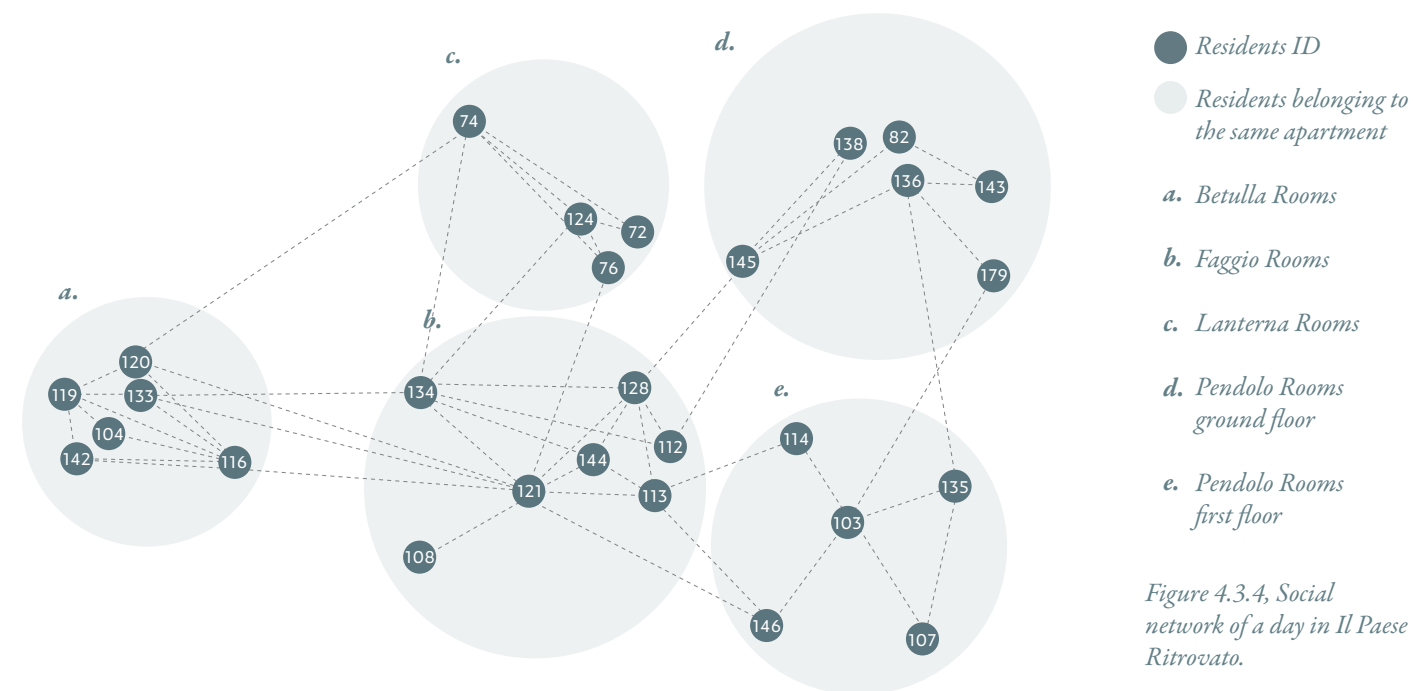 c.
d.
74
138
82
136
143
124
72
145
76
179
a.
b.
120
119
133
134
128
104
142
116
112
144
121
113
108
e.
114
135
103
146
107
Residents ID
Residents belonging to
the same apartment
a. Betulla Rooms
b. Faggio Rooms
c. Lanterna Rooms
d. Pendolo Rooms
ground floor
e. Pendolo Rooms
first floor
Figure 4.3.4, Social
network of a day in Il Paese
Ritrovato.